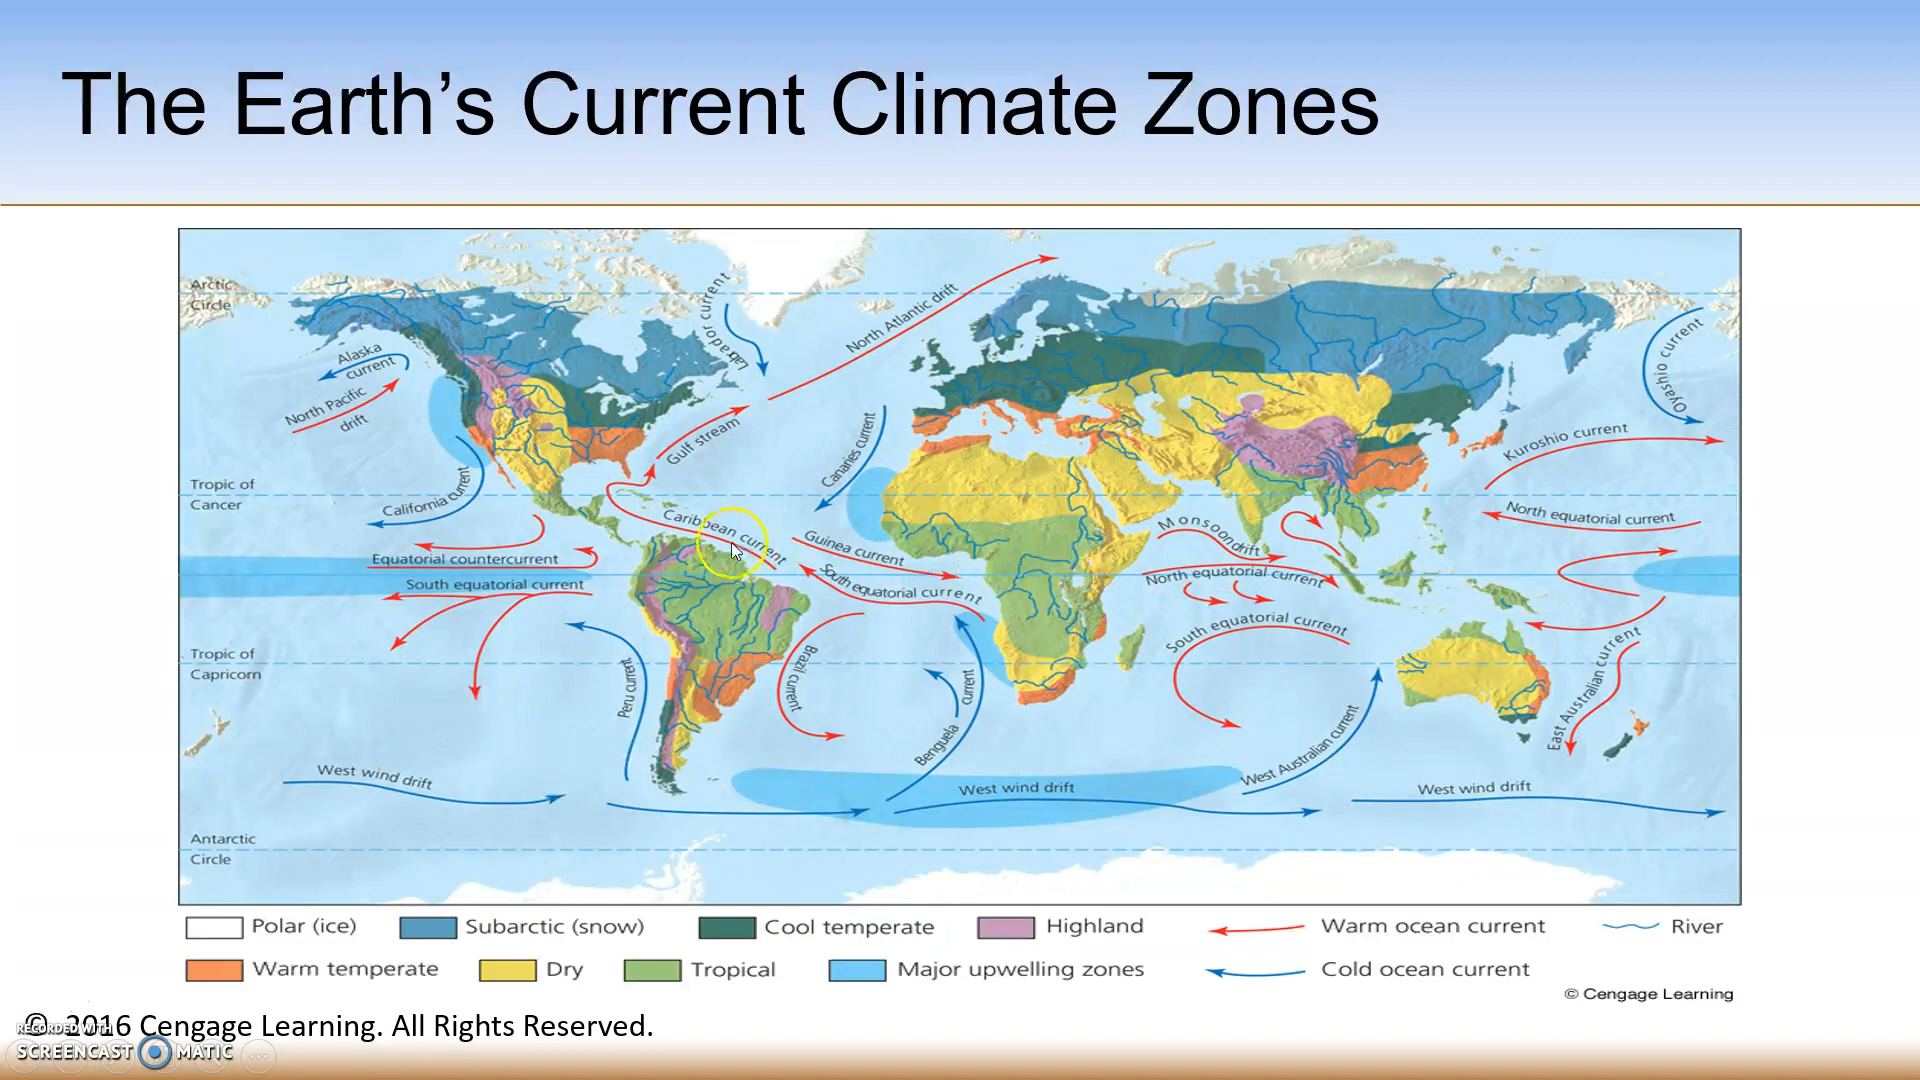 The Earth’s Current Climate Zones
Arctic
Circle
Labrador current
North Atlantic drift
Alaska
current
North Pacific
drift
Oyashio current
Gulf stream
Canaries current
Kuroshio current
Tropic of
Cancer
California current
Caribbean current
Guinea current
Monsoon drift
North equatorial current
Equatorial countercurrent
South equatorial current
South equatorial current
North equatorial current
South equatorial current
Tropic of
Capricorn
Peru current
Brazil current
Benguela current
West Australian current
East Australian current
West wind drift
West wind drift
West wind drift
Antarctic
Circle
Polar (ice)
Subarctic (snow)
Cool temperate
Highland
Warm ocean current
River
Warm temperate
Dry
Tropical
Major upwelling zones
Cold ocean current
© Cengage Learning
© 2016 Cengage Learning. All Rights Reserved.
RECORDED WITH
SCREENCAST MATIC